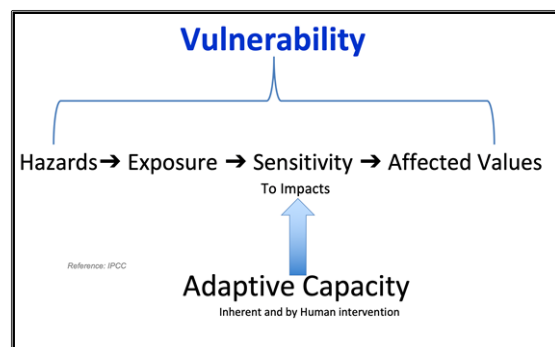 Vulnerability
Hazards➔ Exposure ➔ Sensitivity ➔ Affected Values
To Impacts
Reference: IPCC
Adaptive Capacity
Inherent and by Human intervention